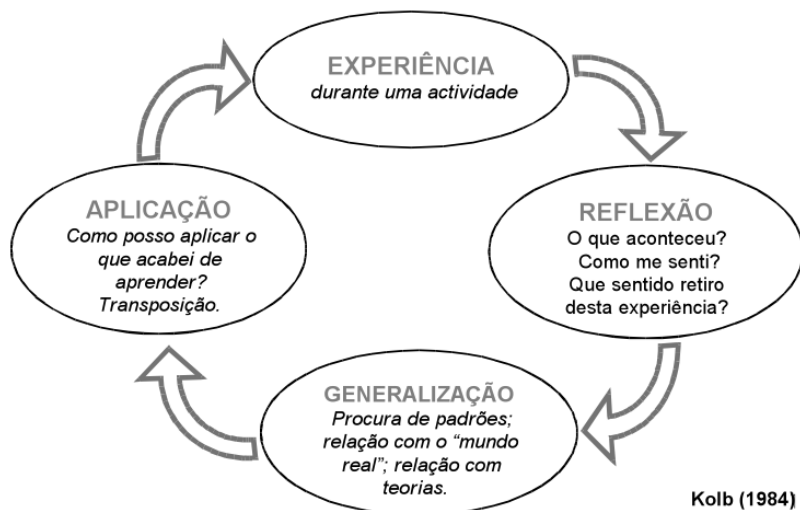 EXPERIÊNCIA
durante uma actividade
REFLEXÃO
O que aconteceu?
Como me senti?
Que sentido retiro
desta experiência?
GENERALIZAÇÃO
Procura de padrões;
relação com o “mundo
real”; relação com
teorias.
APLICAÇÃO
Como posso aplicar o
que acabei de
aprender?
Transposição.
Kolb (1984)